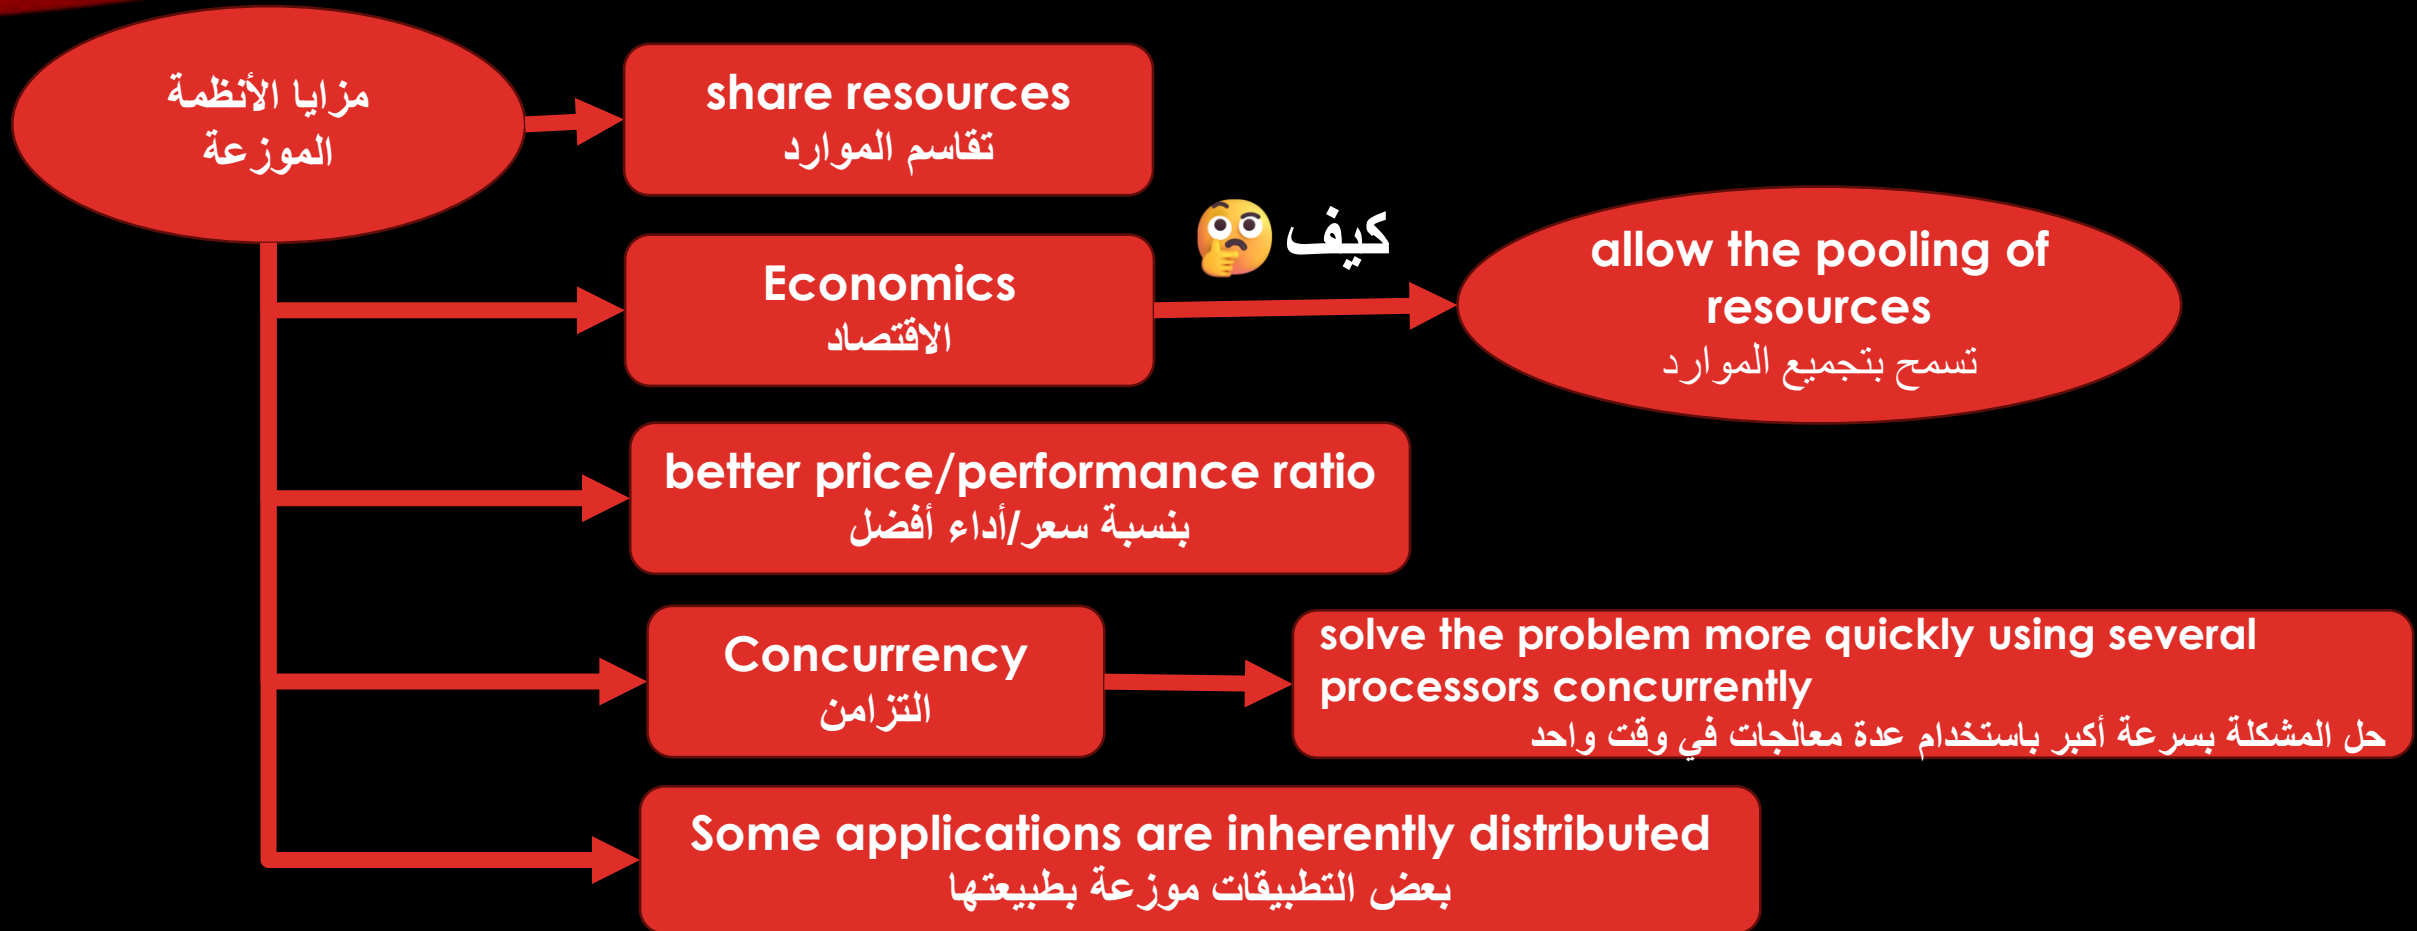 مزايا الأنظمة
الموزعة
share resources
تقاسم الموارد
Economics
الاقتصاد
كيف
allow the pooling of
resources
تسمح بتجميع الموارد
better price/performance ratio
بنسبة سعر/أداء أفضل
Concurrency
التزامن
solve the problem more quickly using several
processors concurrently
حل المشكلة بسرعة أكبر باستخدام عدة معالجات في وقت واحد
Some applications are inherently distributed
بعض التطبيقات موزعة بطبيعتها